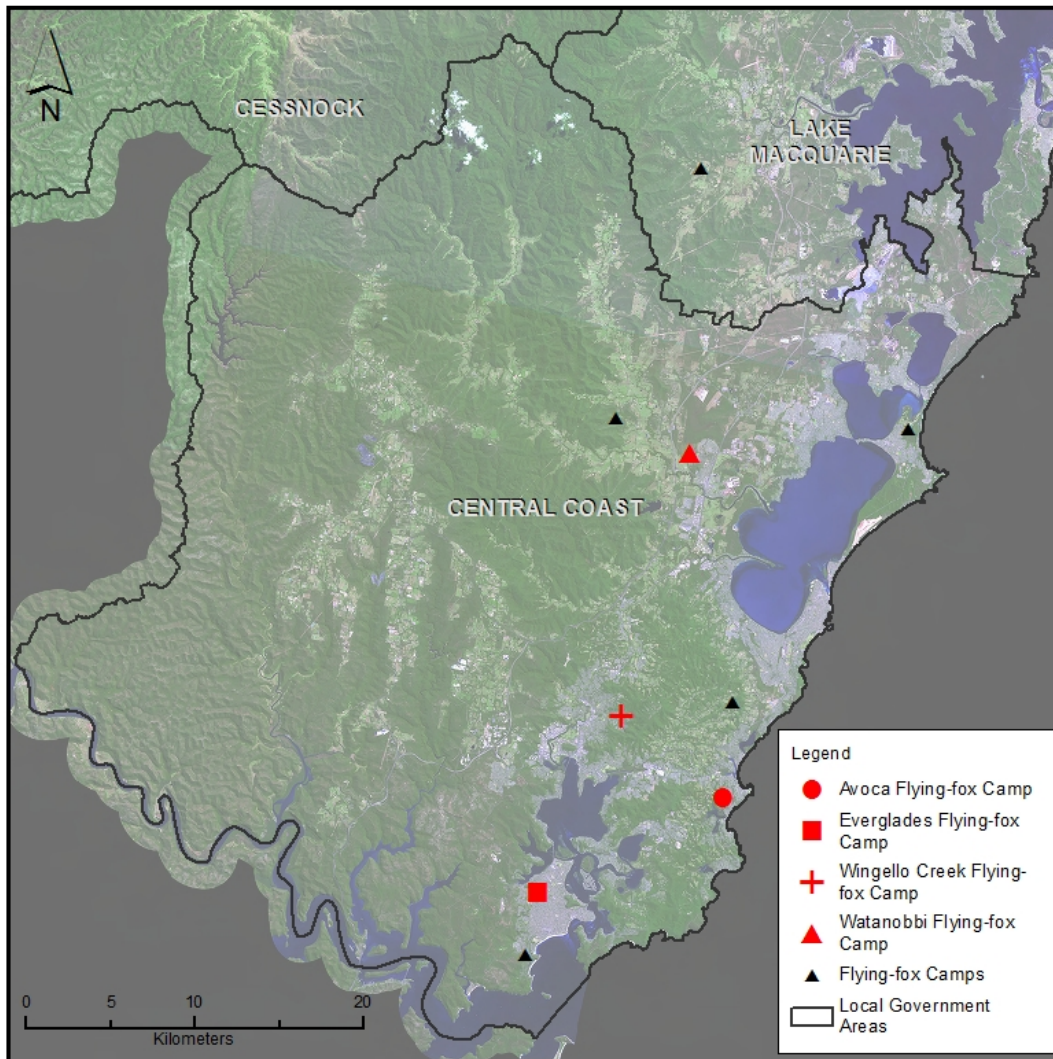 N
CESSNOCK
LAKE
MACQUARIE
CENTRAL COAST
Legend
Avoca Flying-fox Camp
Everglades Flying-fox
Camp
Wingello Creek Flying-
fox Camp
Watanobbi Flying-fox
Camp
Flying-fox Camps
Local Government
Areas
0 5 10 20
Kilometers